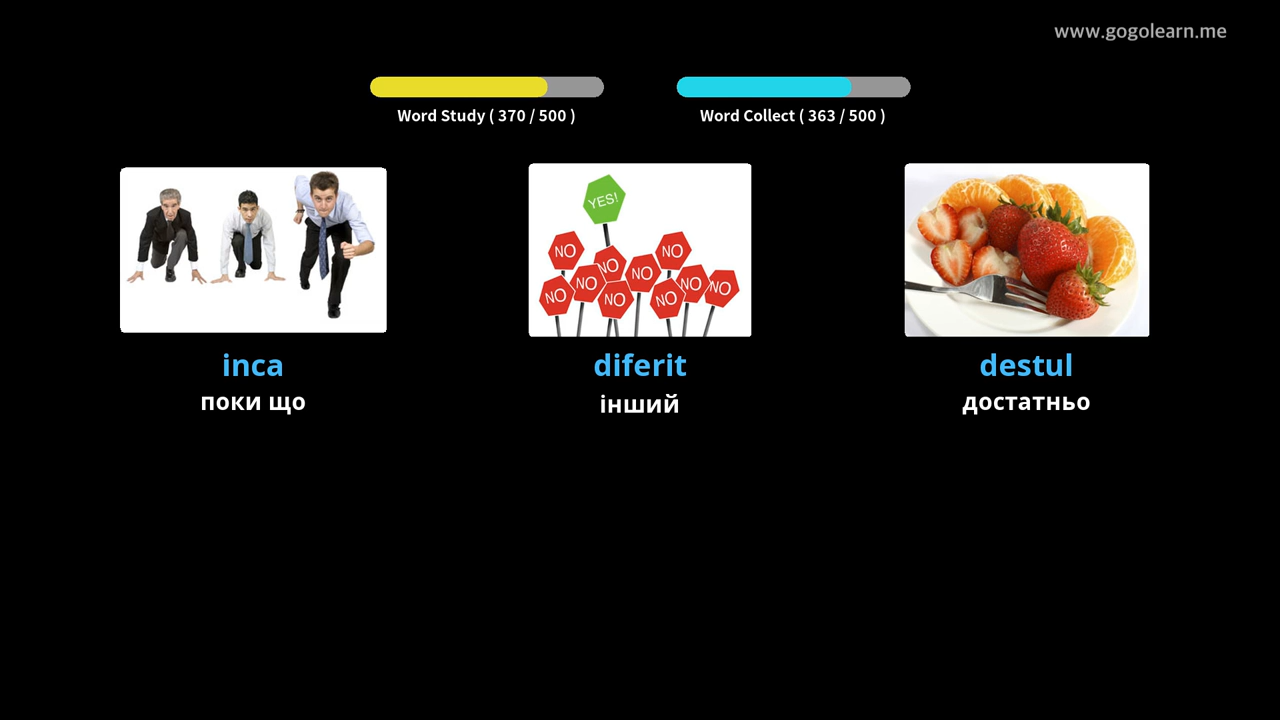 www.gogolearn.me
Word Study ( 370 / 500 )
Word Collect ( 363 / 500 )
YES!
NO
NO
NO
NO
NO
NO
NO
NO
NO
inca
diferit
destul
поки що
інший
достатньо